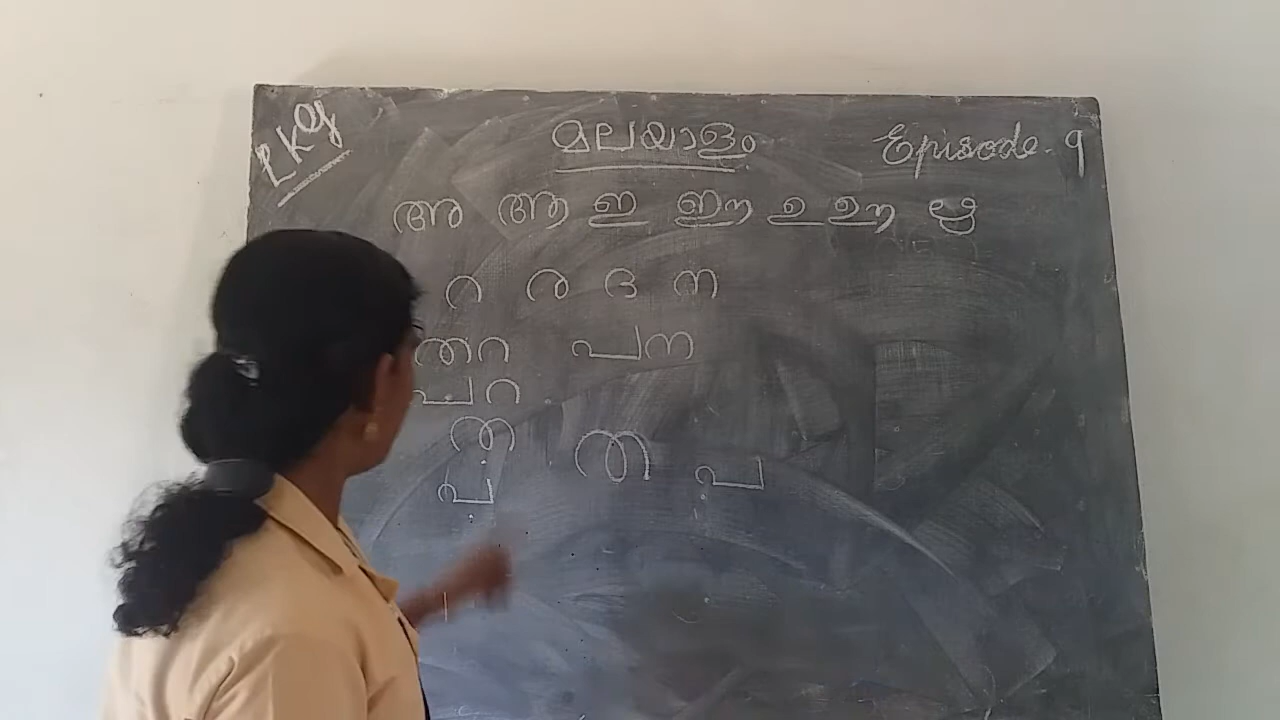 LKG
മലയാളം
Episode - 9
അ ആ ഇ ഈ ഉ ഊ ഋ
റ ര ദ ന
തറ പന
പറ
ത ത പ
പ